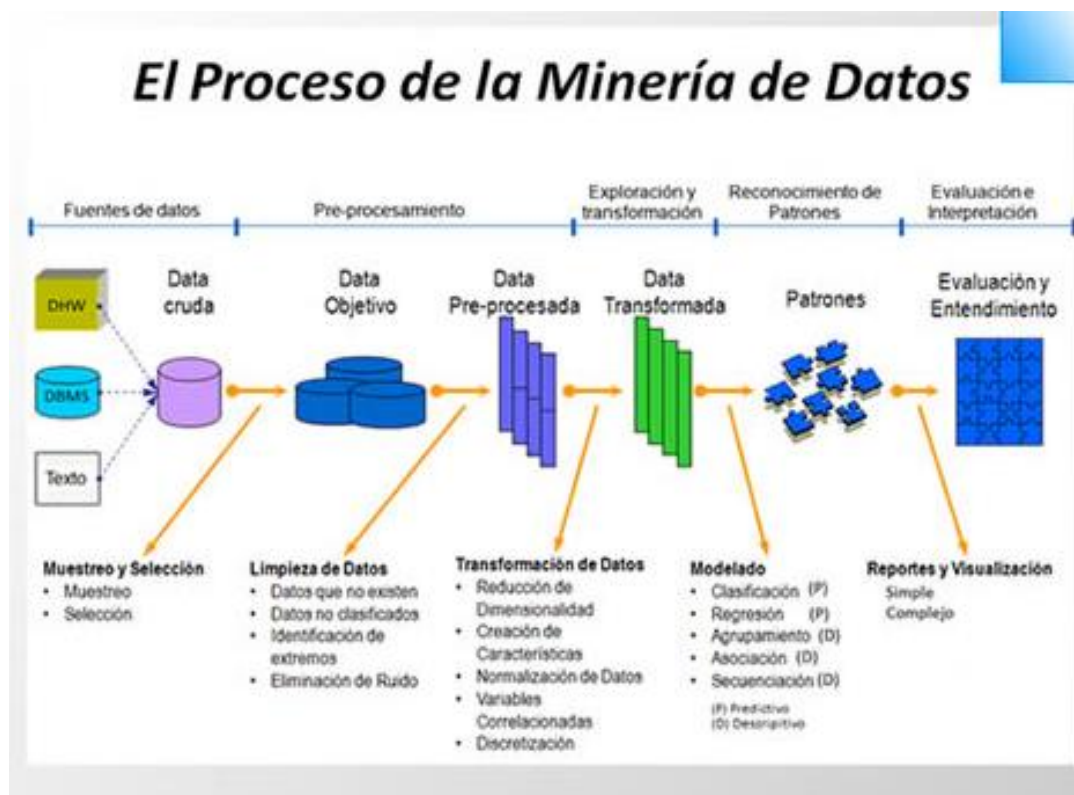 El Proceso de la Minería de Datos
Fuentes de datos
Pre-procesamiento
Exploración y
transformación
Reconocimiento de
Patrones
Evaluación e
Interpretación
DHW
DBMS
Texto
Data
cruda
Data
Objetivo
Data
Pre-procesada
Data
Transformada
Patrones
Evaluación y
Entendimiento
Muestreo y Selección
• Muestreo
• Selección
Limpieza de Datos
• Datos que no existen
• Datos no clasificados
• Identificación de
extremos
• Eliminación de Ruido
Transformación de Datos
• Reducción de
Dimensionalidad
• Creación de
Características
• Normalización de Datos
• Variables
Correlacionadas
• Discretización
Modelado
• Clasificación (P)
• Regresión (P)
• Agrupamiento (D)
• Asociación (D)
• Secuenciación (D)
(P) Predictivo
(D) Descripitivo
Reportes y Visualización
Simple
Complejo